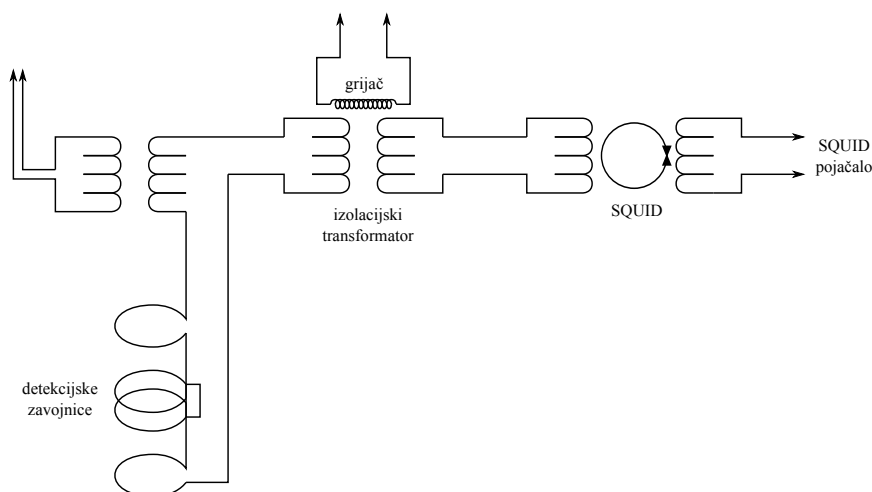 grijač
SQUID
pojačalo
izolacijski
transformator
SQUID
detekcijske
zavojnice